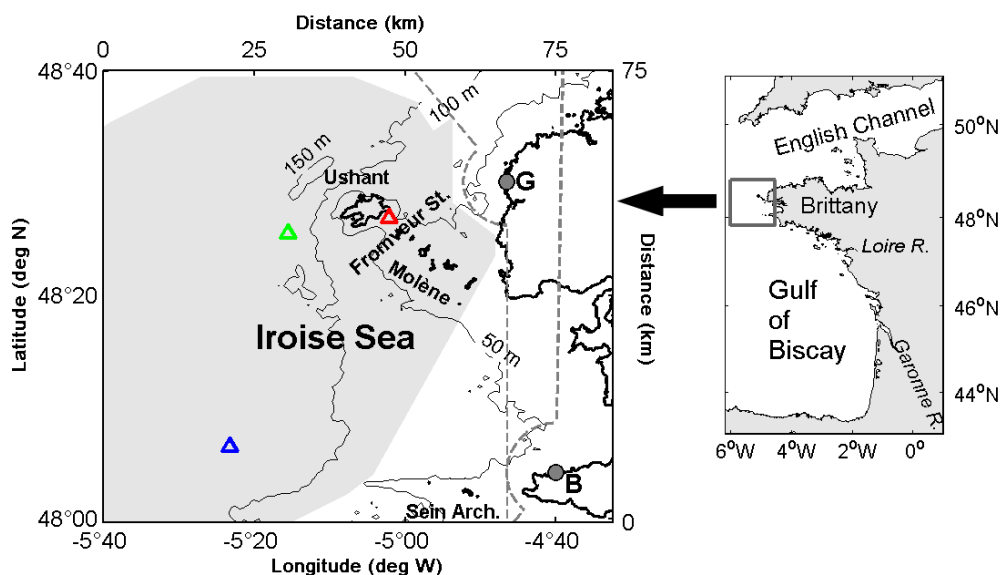 Distance (km)
0 25 50 75
48°40
75
150 m
100 m
Ushant
G
Fromveur St.
Molène
48°20
Iroise Sea
50 m
B
Sein Arch.
48°00
0
-5°40 -5°20 -5°00 -4°40
Longitude (deg W)
Latitude (deg N)
Distance (km)
English Channel
50°N
Brittany
48°N
Loire R.
Gulf
of
Biscay
46°N
Garonne R.
44°N
6°W 4°W 2°W 0°